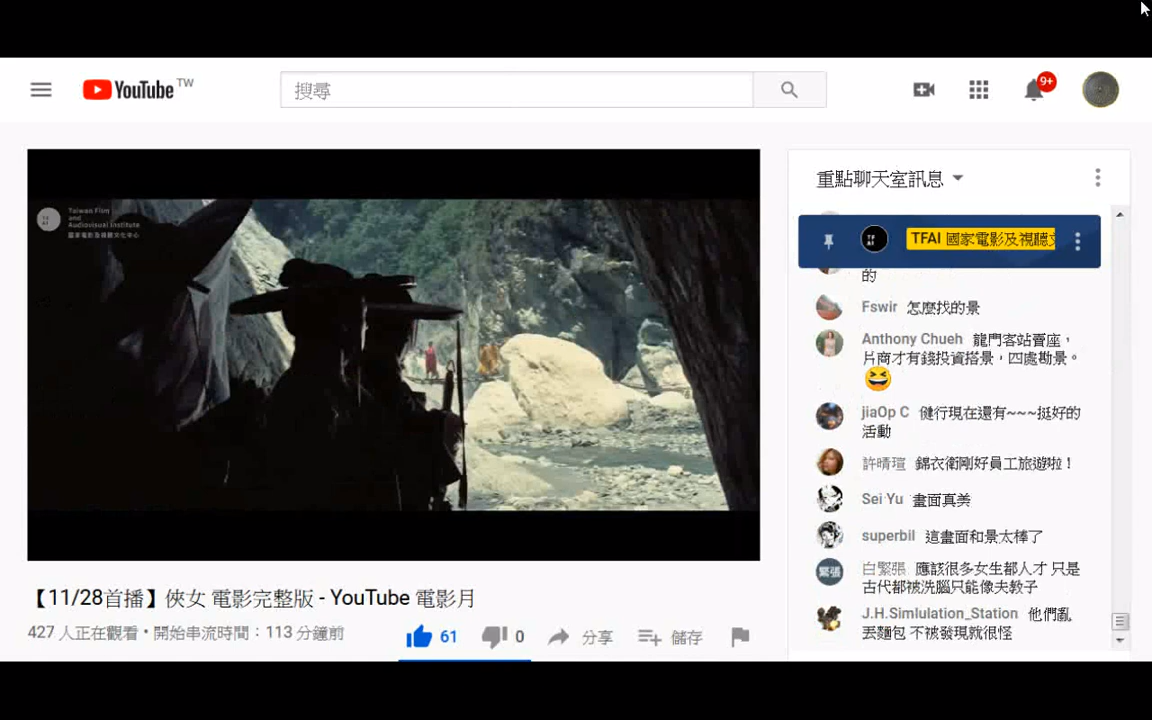 YouTube TW
搜尋
9+
Taiwan Film
and
Audiovisual Institute
國家電影及視聽文化中心
重點聊天室訊息
TFAI 國家電影及視聽文
的
Fswir 怎麼找的景
Anthony Chueh 龍門客站賣座，
片商才有錢投資搭景，四處勘景。
jiaOp C 健行現在還有~~~挺好的
活動
許晴瑄 錦衣衛剛好員工旅遊啦！
Sei Yu 畫面真美
superbil 這畫面和景太棒了
白緊張 應該很多女生都人才 只是
古代都被洗腦只能像夫教子
J.H.Simlulation_Station 他們亂
丟麵包 不被發現就很怪
【11/28首播】俠女 電影完整版 - YouTube 電影月
427 人正在觀看 • 開始串流時間：113 分鐘前
61 0 分享 儲存